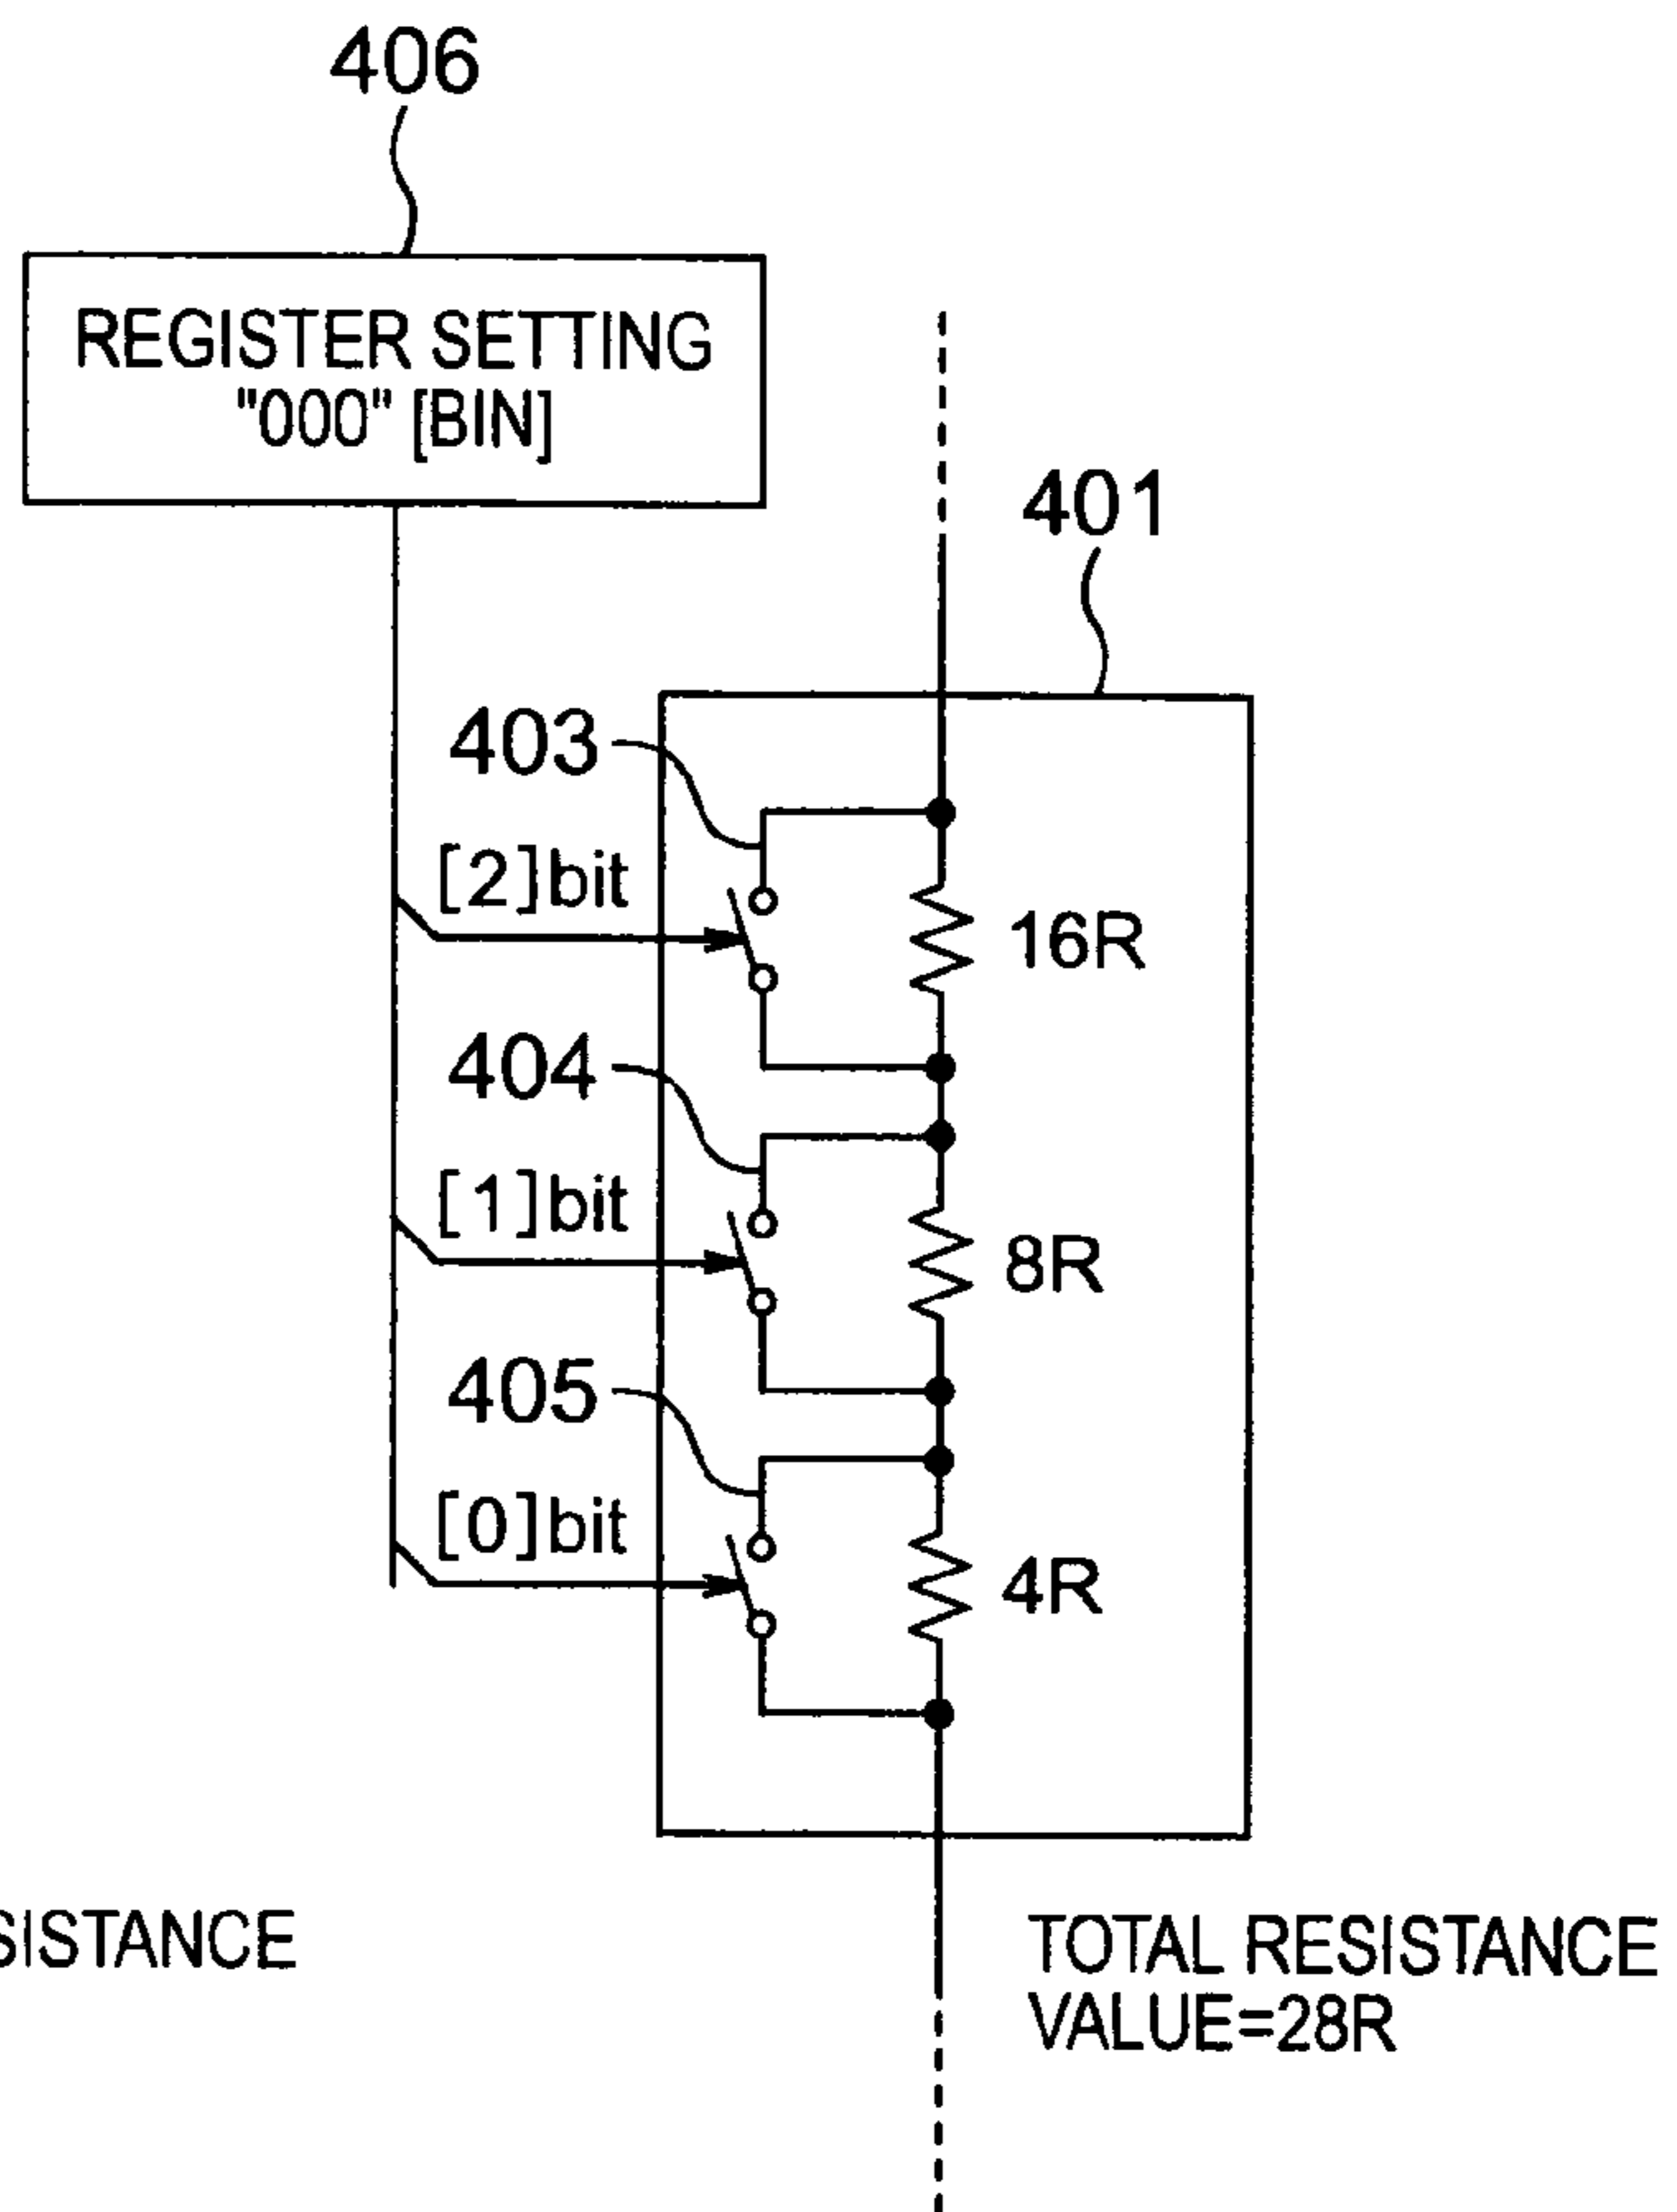 406
REGISTER SETTING
"000" [BIN]
401
403
[2]bit
16R
404
[1]bit
8R
405
[0]bit
4R
SISTANCE
TOTAL RESISTANCE
VALUE=28R